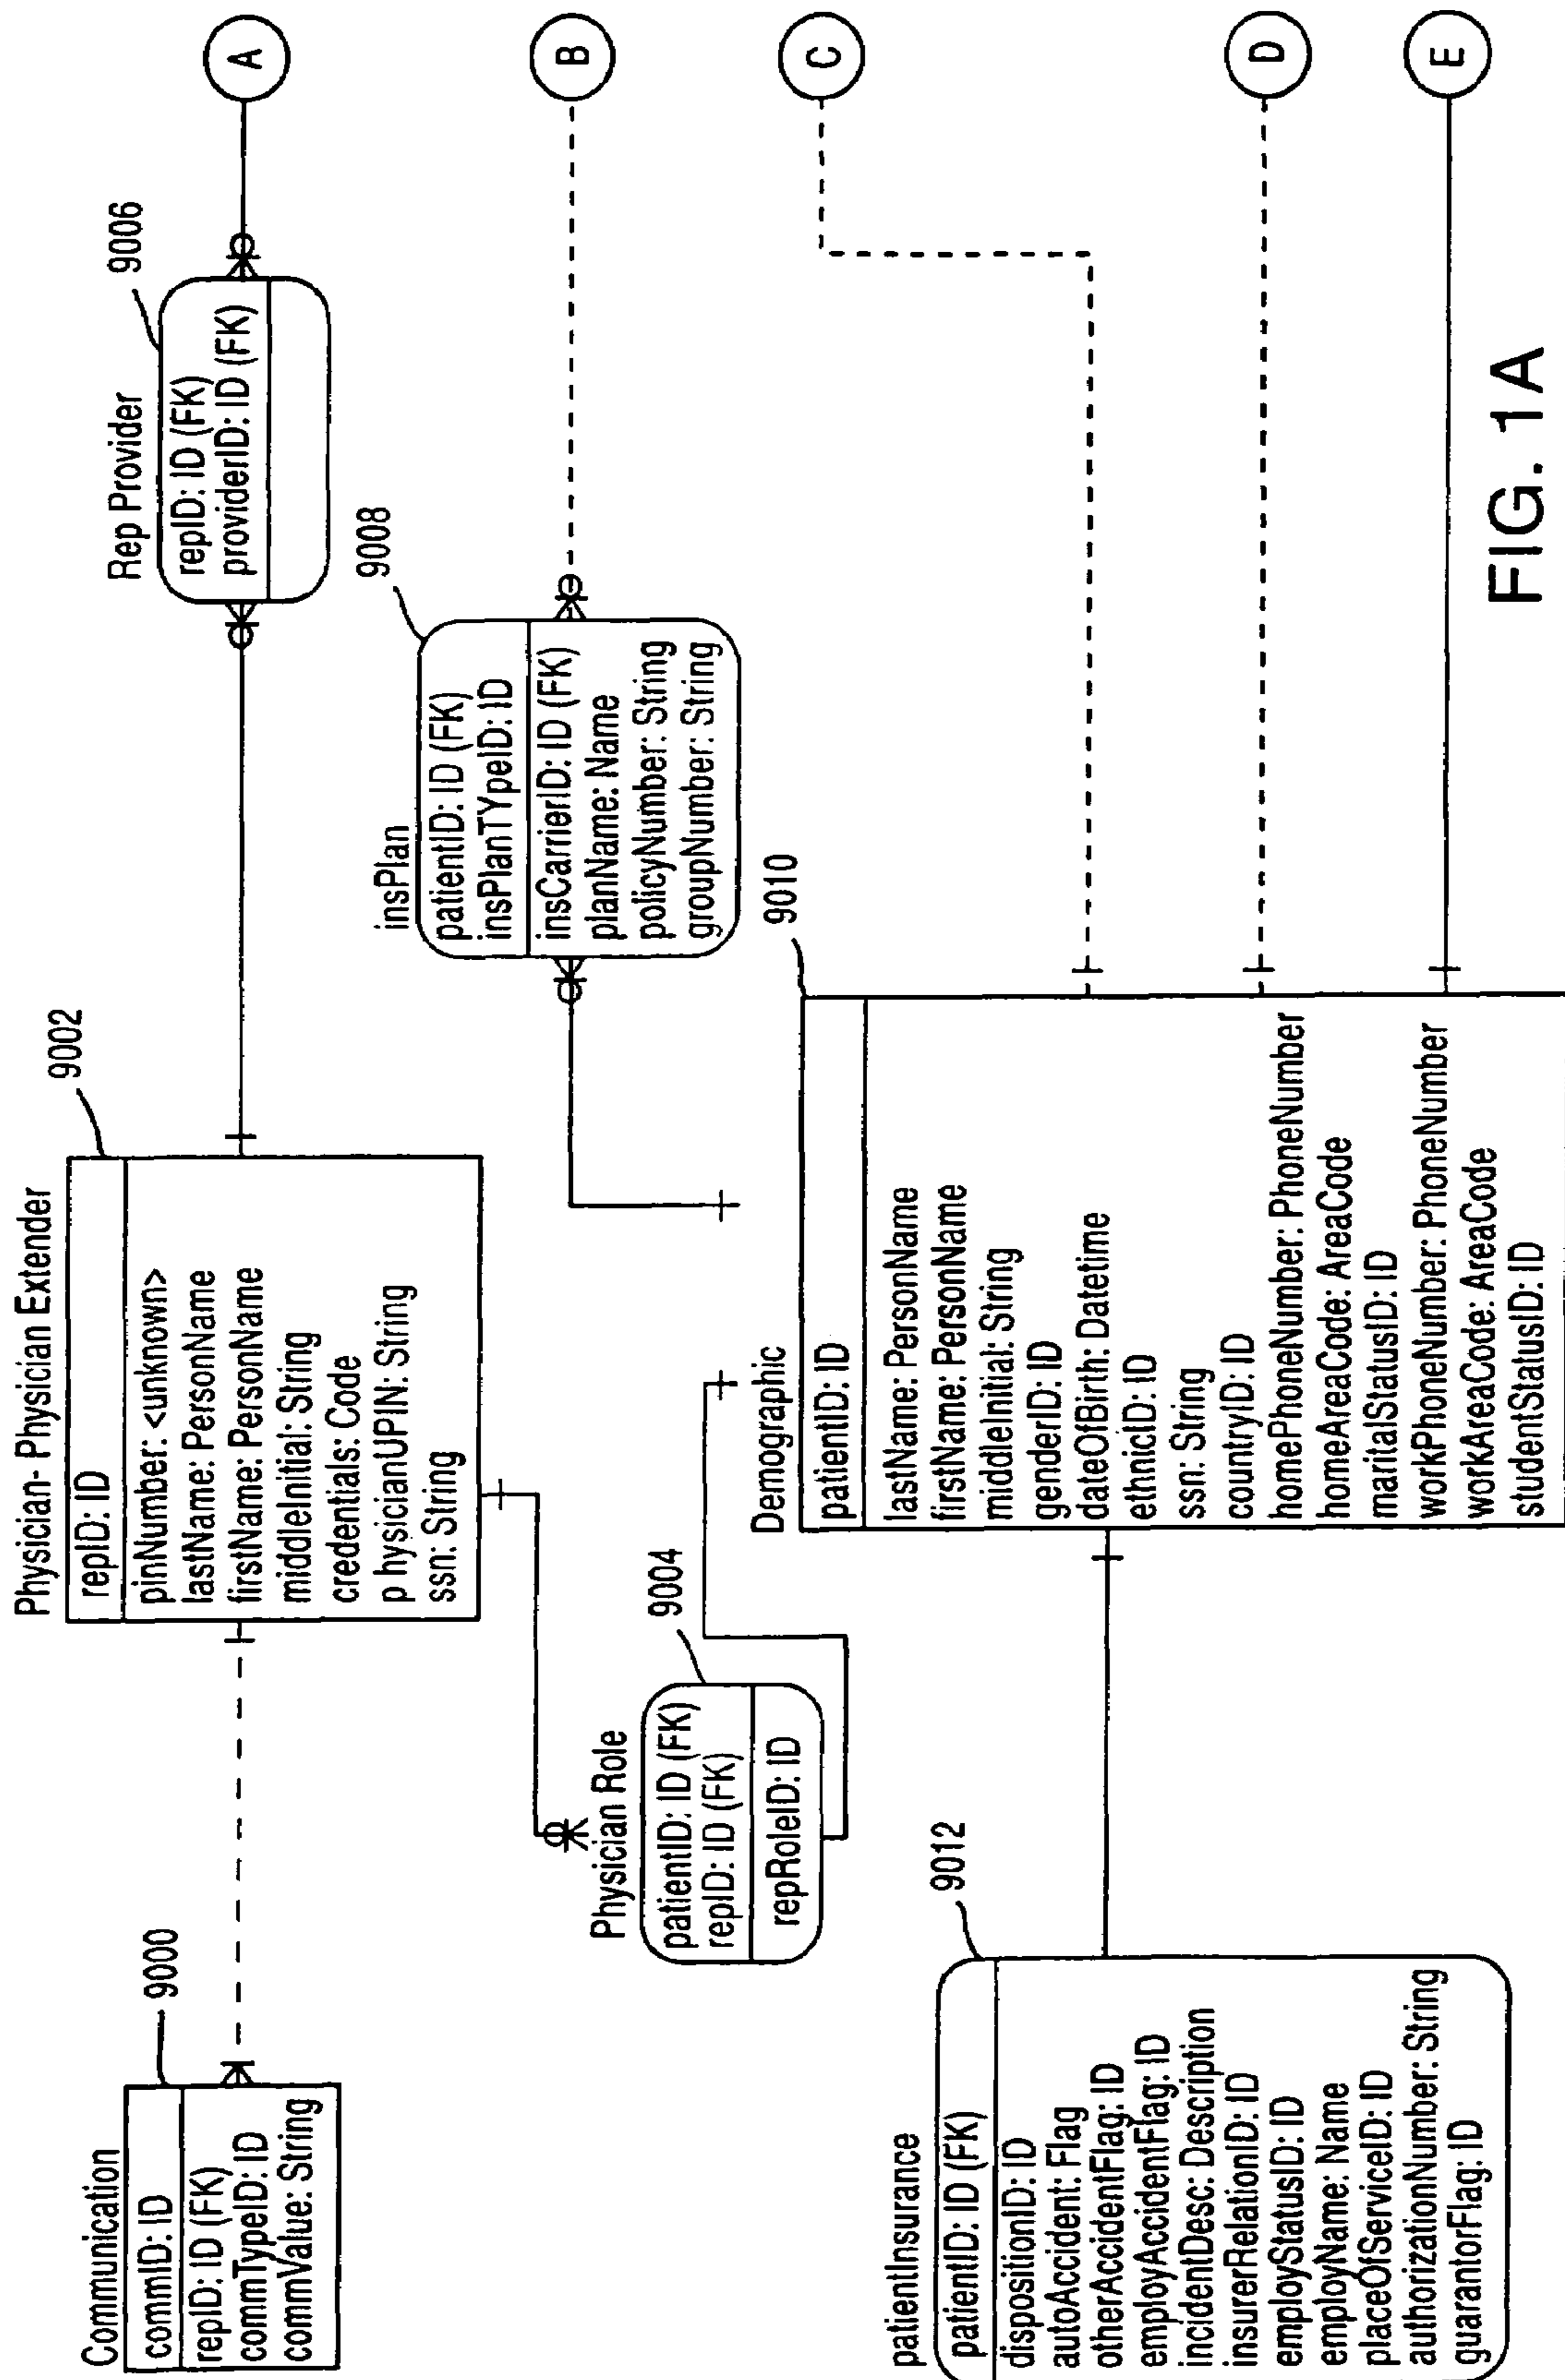 Communication
9000
commID: ID
repID: ID (FK)
commTypeID: ID
commValue: String
Physician- Physician Extender
9002
repID: ID
pinNumber: <unknown>
lastName: PersonName
firstName: PersonName
middleInitial: String
credentials: Code
p hysicianUPIN: String
ssn: String
Rep Provider
9006
repID: ID (FK)
providerID: ID (FK)
A
Physician Role
9004
patientID: ID (FK)
repID: ID (FK)
repRoleID: ID
insPlan
9008
patientID: ID (FK)
insPlanTYpeID: ID
insCarrierID: ID (FK)
planName: Name
policyNumber: String
groupNumber: String
B
patientInsurance
9012
patientID: ID (FK)
dispositionID: ID
autoAccident: Flag
otherAccidentFlag: ID
employAccidentFlag: ID
incidentDesc: Description
insurerRelationID: ID
employStatusID: ID
employName: Name
placeOfServiceID: ID
authorizationNumber: String
guarantorFlag: ID
Demographic
9010
patientID: ID
lastName: PersonName
firstName: PersonName
middleInitial: String
genderID: ID
dateOfBirth: Datetime
ethnicID: ID
ssn: String
countryID: ID
homePhoneNumber: PhoneNumber
homeAreaCode: AreaCode
maritalStatusID: ID
workPhoneNumber: PhoneNumber
workAreaCode: AreaCode
studentStatusID: ID
C
D
E
FIG. 1A